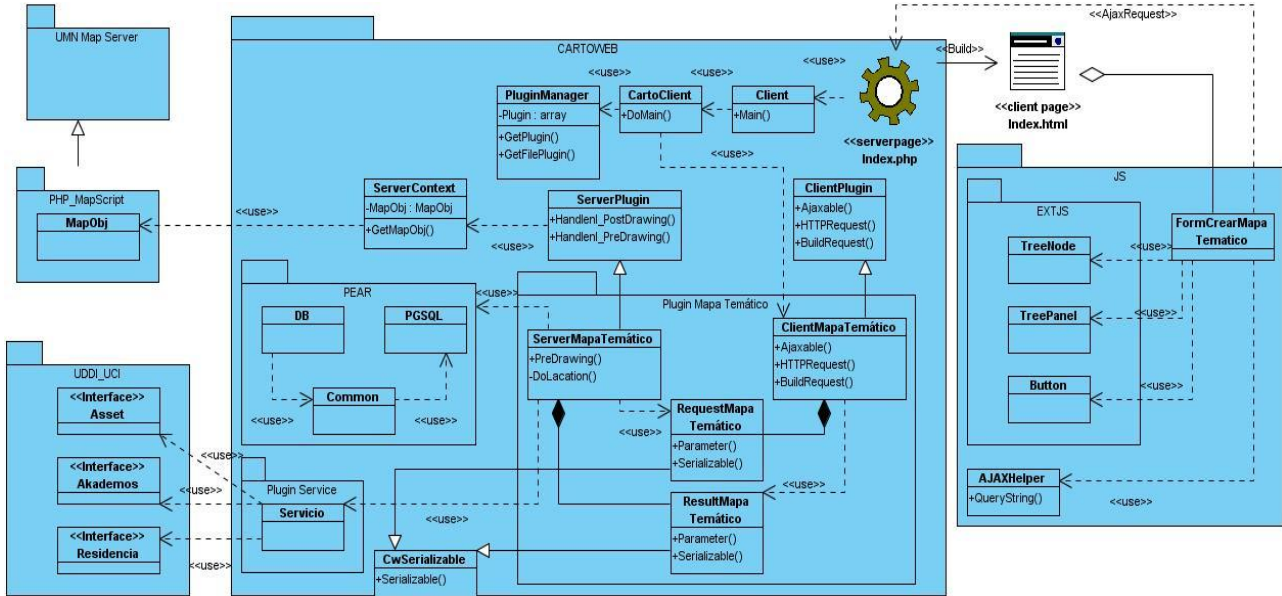 UMN Map Server
PHP_MapScript
MapObj
UDDI_UCI
<<Interface>>
Asset
<<Interface>>
Akademos
<<Interface>>
Residencia
<<use>>
<<use>>
<<use>>
CARTOWEB
PluginManager
-Plugin : array
+GetPlugin()
+GetFilePlugin()
<<use>>
CartoClient
+DoMain()
<<use>>
Client
+Main()
<<use>>
<<serverpage>>
Index.php
<<use>>
ServerContext
-MapObj : MapObj
+GetMapObj()
<<use>>
ServerPlugin
+Handlenl_PostDrawing()
+Handlenl_PreDrawing()
ClientPlugin
+Ajaxable()
+HTTPRequest()
+BuildRequest()
PEAR
DB
PGSQL
Common
<<use>>
<<use>>
<<use>>
Plugin Mapa Temático
ServerMapaTemático
+PreDrawing()
-DoLacation()
ClientMapaTemático
+Ajaxable()
+HTTPRequest()
+BuildRequest()
<<use>>
RequestMapa
Temático
+Parameter()
+Serializable()
<<use>>
ResultMapa
Temático
+Parameter()
+Serializable()
Plugin Service
Servicio
<<use>>
CwSerializable
+Serializable()
<<AjaxRequest>>
<<Build>>
<<client page>>
Index.html
JS
EXTJS
TreeNode
TreePanel
Button
FormCrearMapa
Tematico
<<use>>
<<use>>
<<use>>
AJAXHelper
+QueryString()
<<use>>